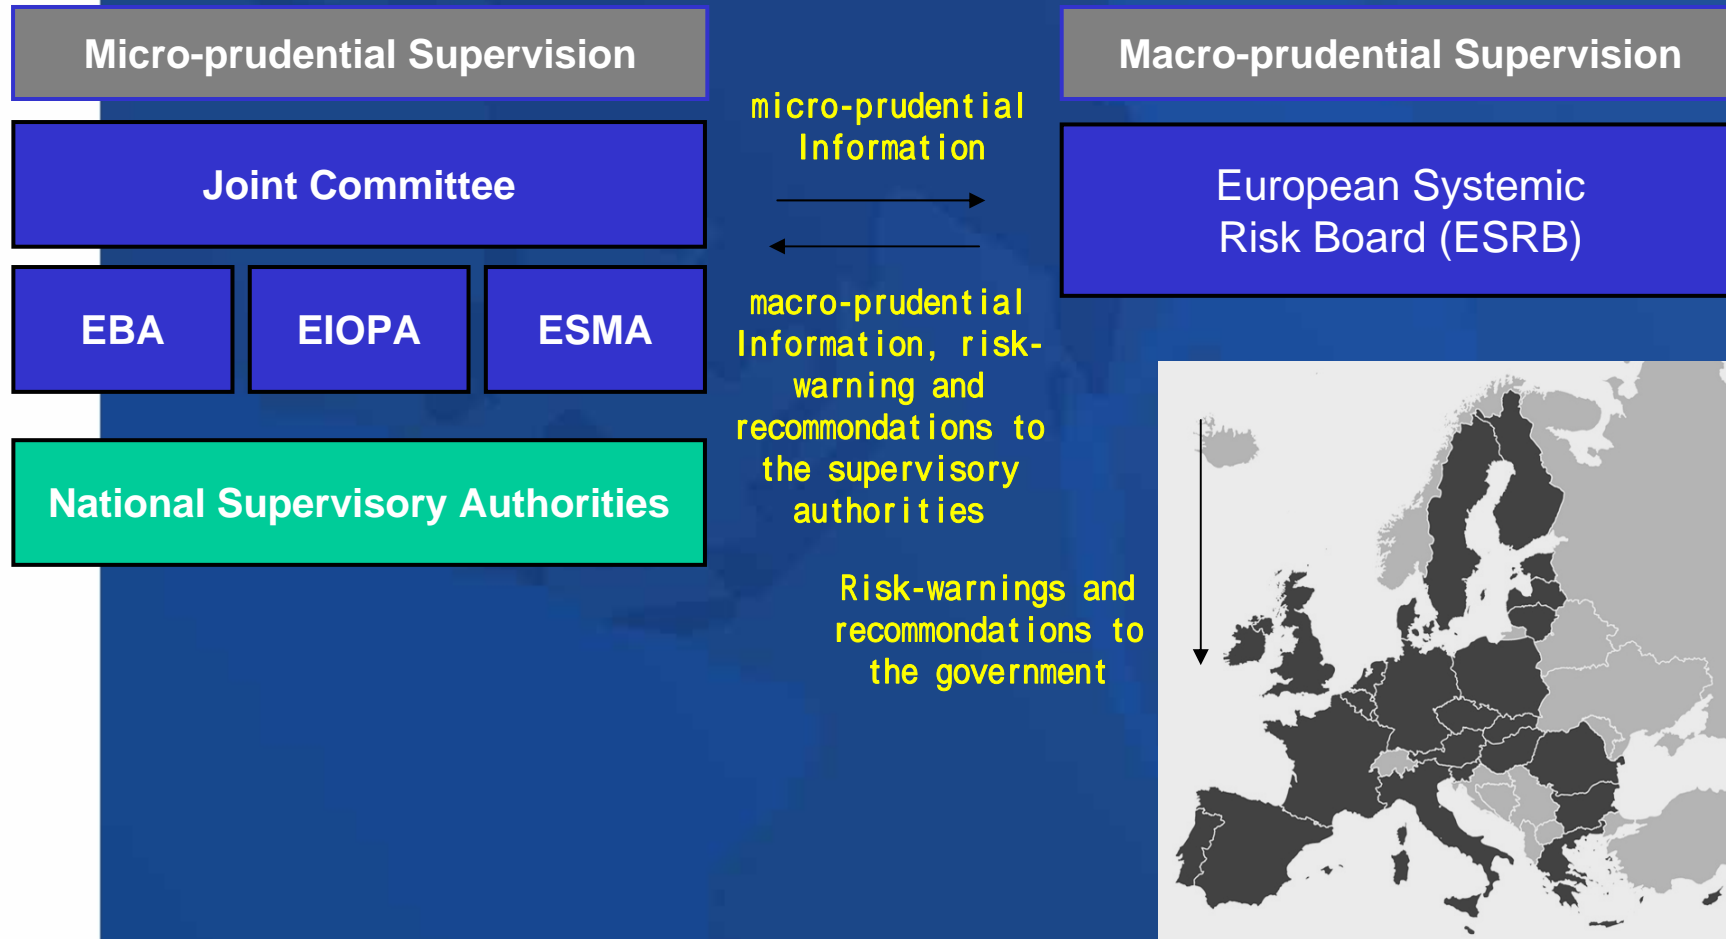 Micro-prudential Supervision
Joint Committee
EBA
EIOPA
ESMA
National Supervisory Authorities
micro-prudential
Information
macro-prudential
Information, risk-
warning and
recommondations to
the supervisory
authorities
Risk-warnings and
recommondations to
the government
Macro-prudential Supervision
European Systemic
Risk Board (ESRB)